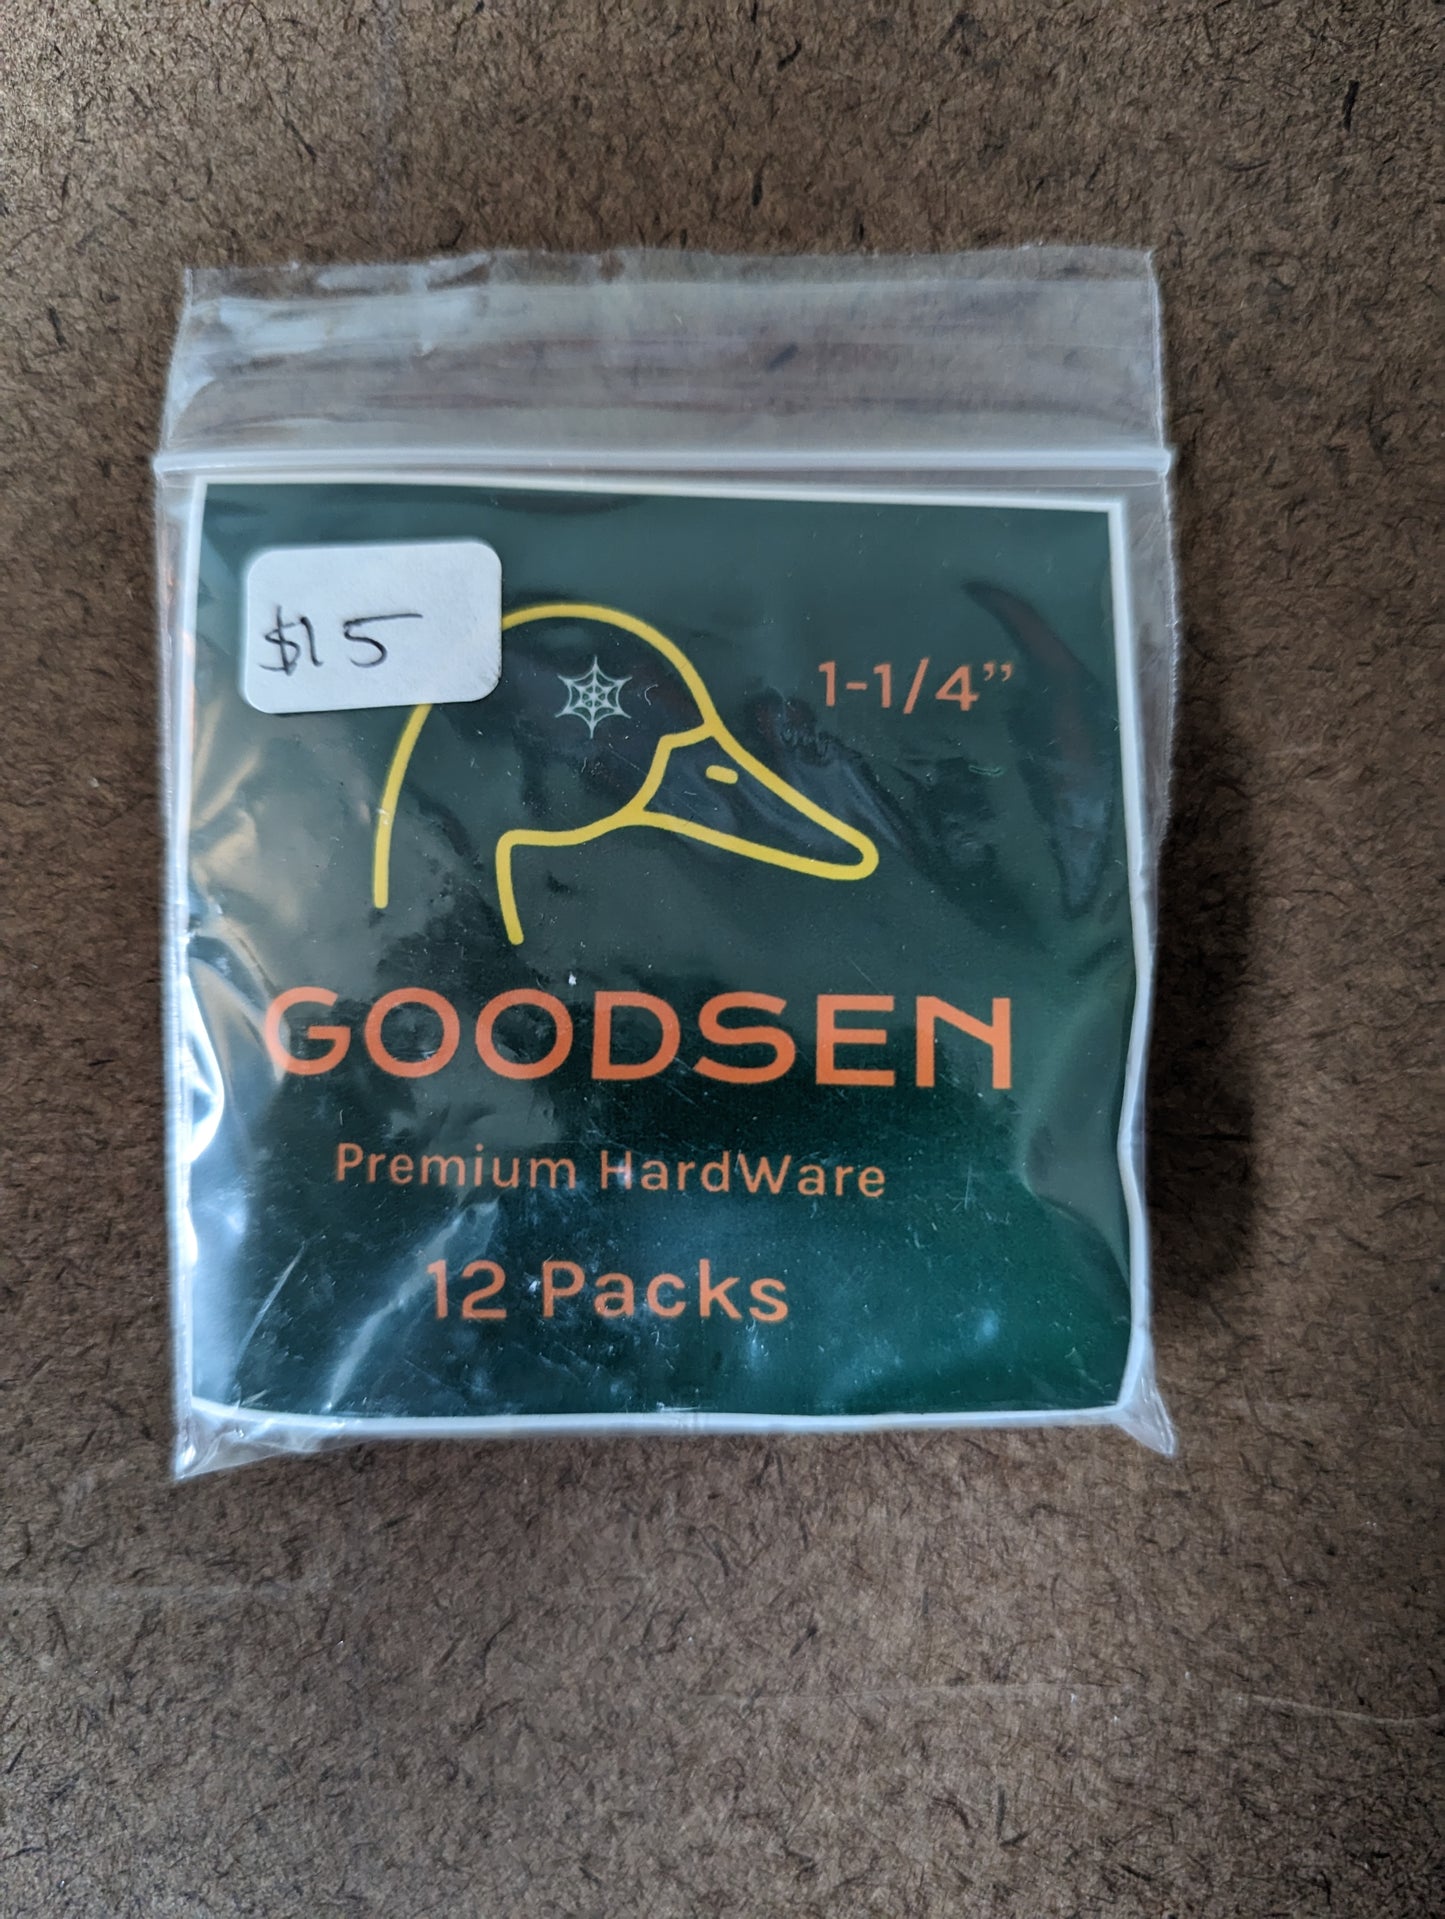 $15
1-1/4”
GOODSEN
Premium HardWare
12 Packs